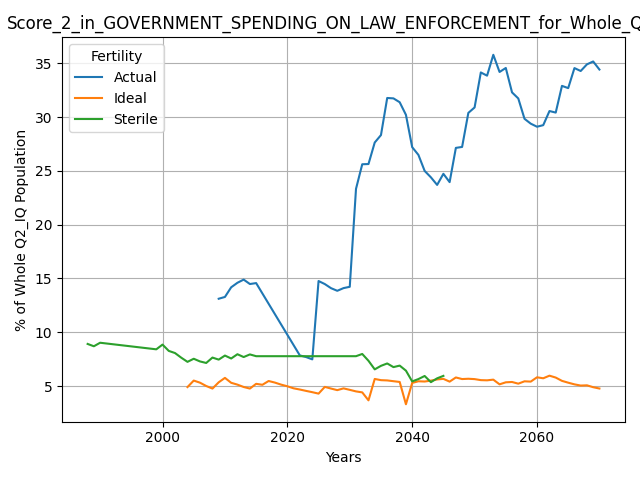 Score_2_in_GOVERNMENT_SPENDING_ON_LAW_ENFORCEMENT_for_Whole_Q
Fertility
Actual
Ideal
Sterile
% of Whole Q2_IQ Population
35
30
25
20
15
10
5
2000
2020
2040
2060
Years